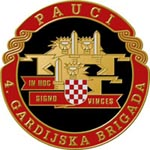 PAUCI
IN HOC
SIGNO
VINCES
4. GARDIJSKA BRIGADA